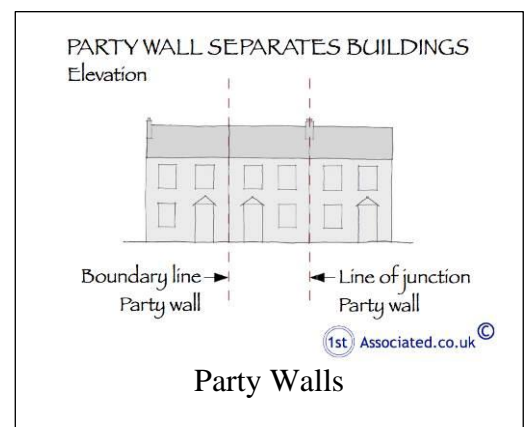 PARTY WALL SEPARATES BUILDINGS
Elevation
Boundary line
Party wall
Line of junction
Party wall
1st Associated.co.uk ©
Party Walls